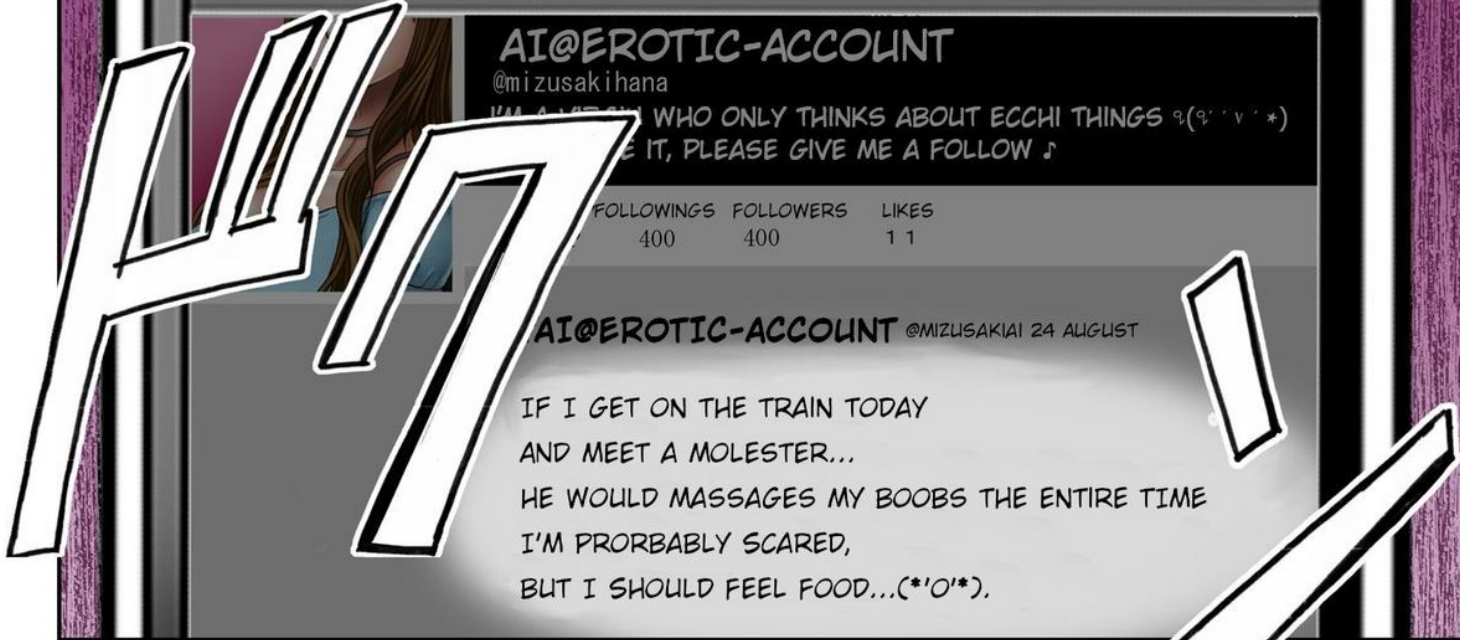 AI@EROTIC-ACCOUNT
@mizusakihana
I'M A VIRGIN WHO ONLY THINKS ABOUT ECCHI THINGS
IT, PLEASE GIVE ME A FOLLOW ♪
FOLLOWINGS FOLLOWERS LIKES
400 400 11
AI@EROTIC-ACCOUNT @MIZUSAKIAI 24 AUGUST
IF I GET ON THE TRAIN TODAY
AND MEET A MOLESTER...
HE WOULD MASSAGES MY BOOBS THE ENTIRE TIME
I'M PRORBABLY SCARED,
BUT I SHOULD FEEL FOOD...(*'O'*).
ドクン